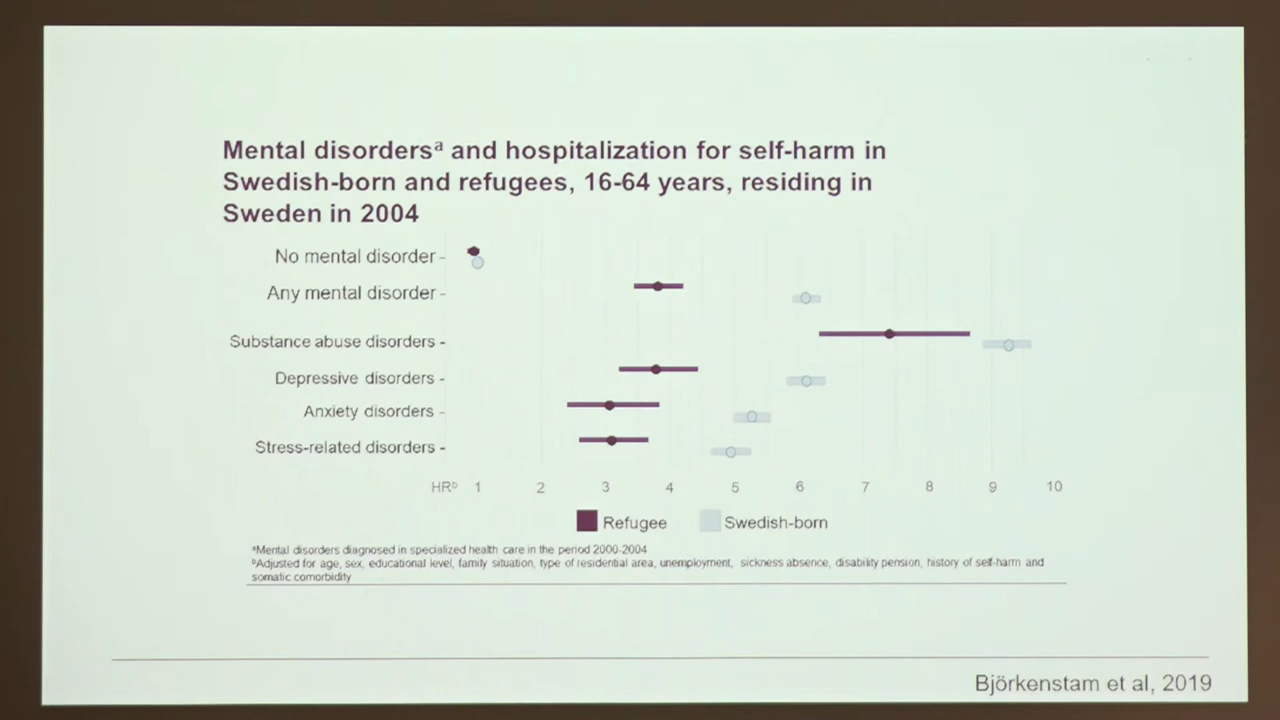 Mental disordersᵃ and hospitalization for self-harm in
Swedish-born and refugees, 16-64 years, residing in
Sweden in 2004
No mental disorder -
Any mental disorder -
Substance abuse disorders -
Depressive disorders -
Anxiety disorders -
Stress-related disorders -
HRᵇ 1 2 3 4 5 6 7 8 9 10
Refugee Swedish-born
ᵃMental disorders diagnosed in specialized health care in the period 2000-2004
ᵇAdjusted for age, sex, educational level, family situation, type of residential area, unemployment, sickness absence, disability pension, history of self-harm and
somatic comorbidity
Björkenstam et al, 2019